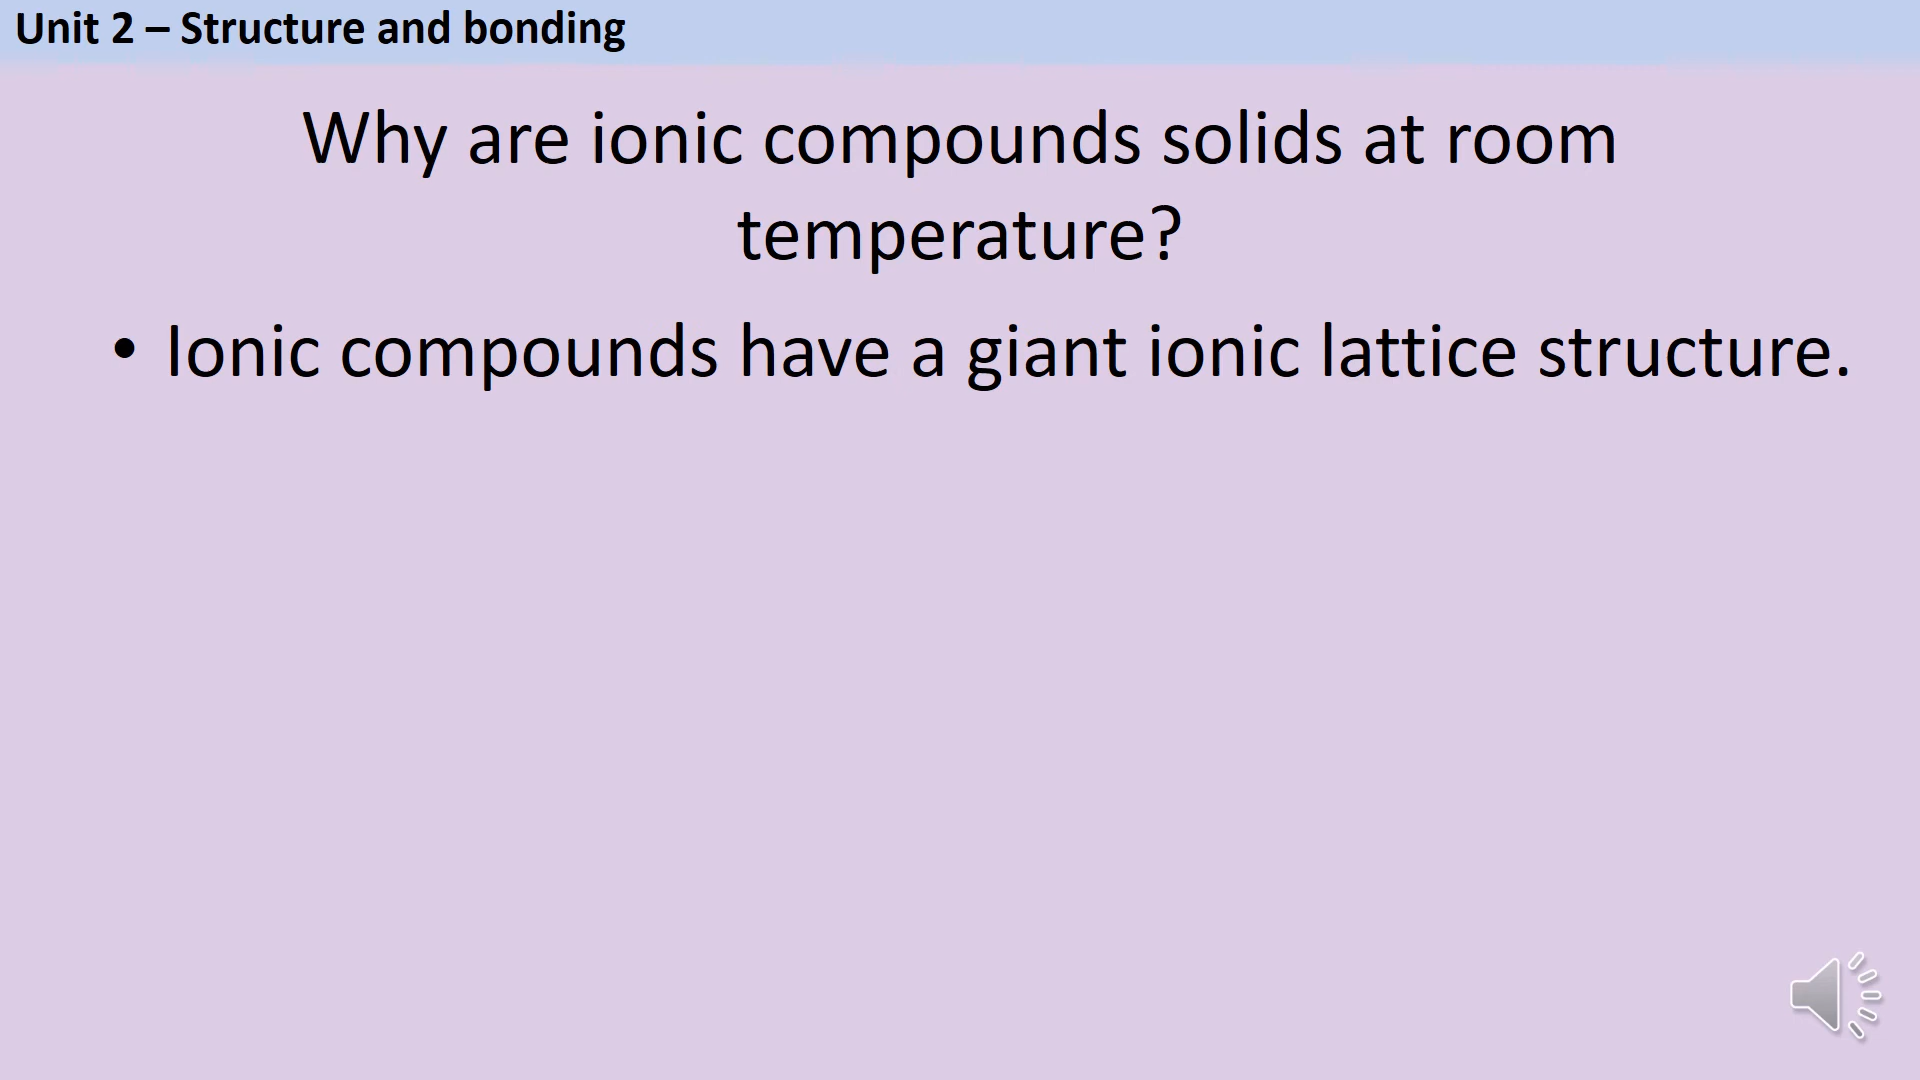 Unit 2 – Structure and bonding
Why are ionic compounds solids at room
temperature?
• Ionic compounds have a giant ionic lattice structure.